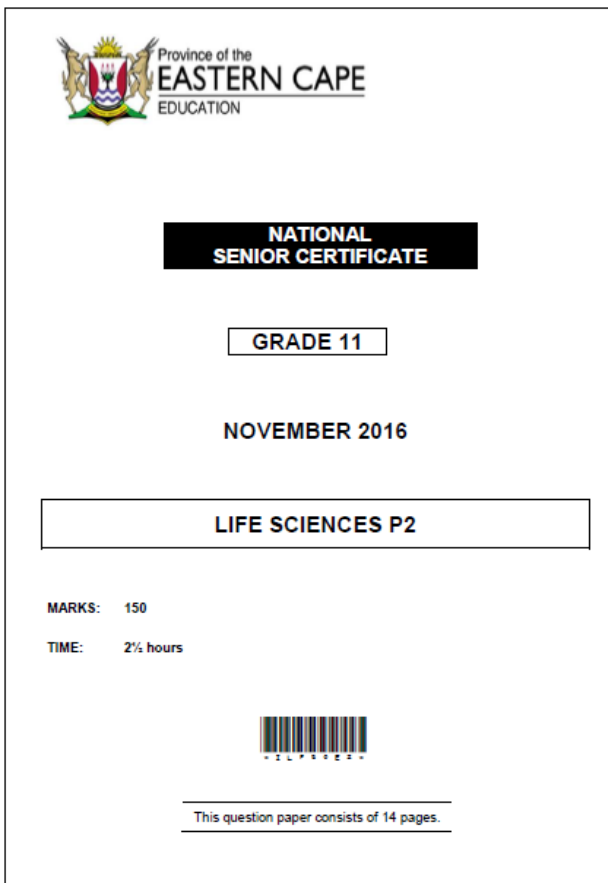 Province of the
EASTERN CAPE
EDUCATION
NATIONAL
SENIOR CERTIFICATE
GRADE 11
NOVEMBER 2016
LIFE SCIENCES P2
MARKS: 150
TIME: 2½ hours
This question paper consists of 14 pages.